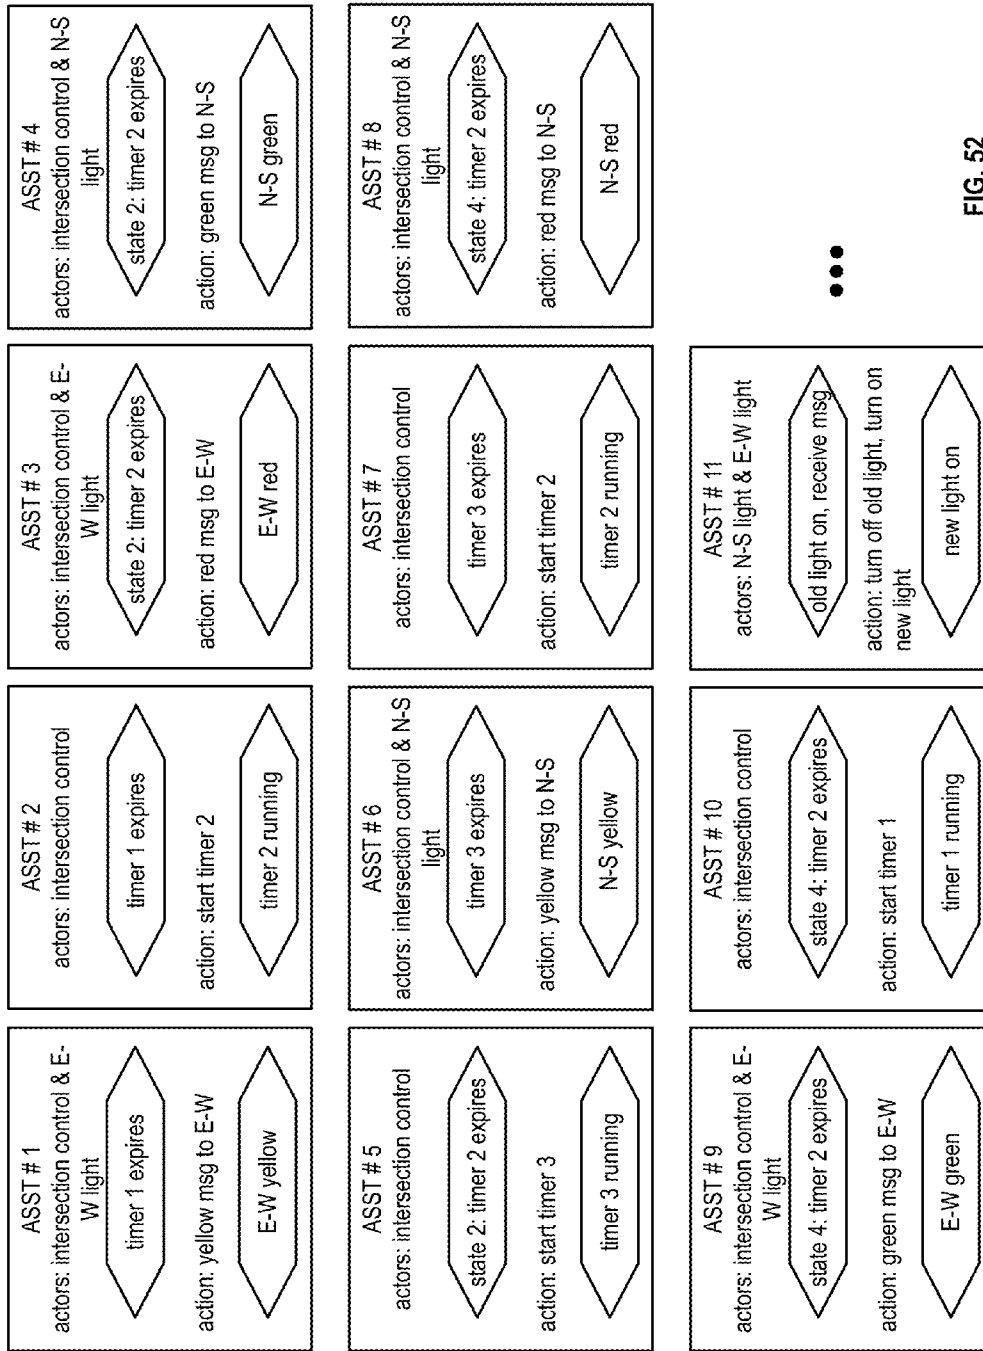 ASST # 1
actors: intersection control & E-
W light
timer 1 expires
action: yellow msg to E-W
E-W yellow
ASST # 2
actors: intersection control
timer 1 expires
action: start timer 2
timer 2 running
ASST # 3
actors: intersection control & E-
W light
state 2: timer 2 expires
action: red msg to E-W
E-W red
ASST # 4
actors: intersection control & N-S
light
state 2: timer 2 expires
action: green msg to N-S
N-S green
ASST # 5
actors: intersection control
state 2: timer 2 expires
action: start timer 3
timer 3 running
ASST # 6
actors: intersection control & N-S
light
timer 3 expires
action: yellow msg to N-S
N-S yellow
ASST # 7
actors: intersection control
timer 3 expires
action: start timer 2
timer 2 running
ASST # 8
actors: intersection control & N-S
light
state 4: timer 2 expires
action: red msg to N-S
N-S red
ASST # 9
actors: intersection control & E-
W light
state 4: timer 2 expires
action: green msg to E-W
E-W green
ASST # 10
actors: intersection control
state 4: timer 2 expires
action: start timer 1
timer 1 running
ASST # 11
actors: N-S light & E-W light
old light on, receive msg
action: turn off old light, turn on
new light
new light on
FIG. 52